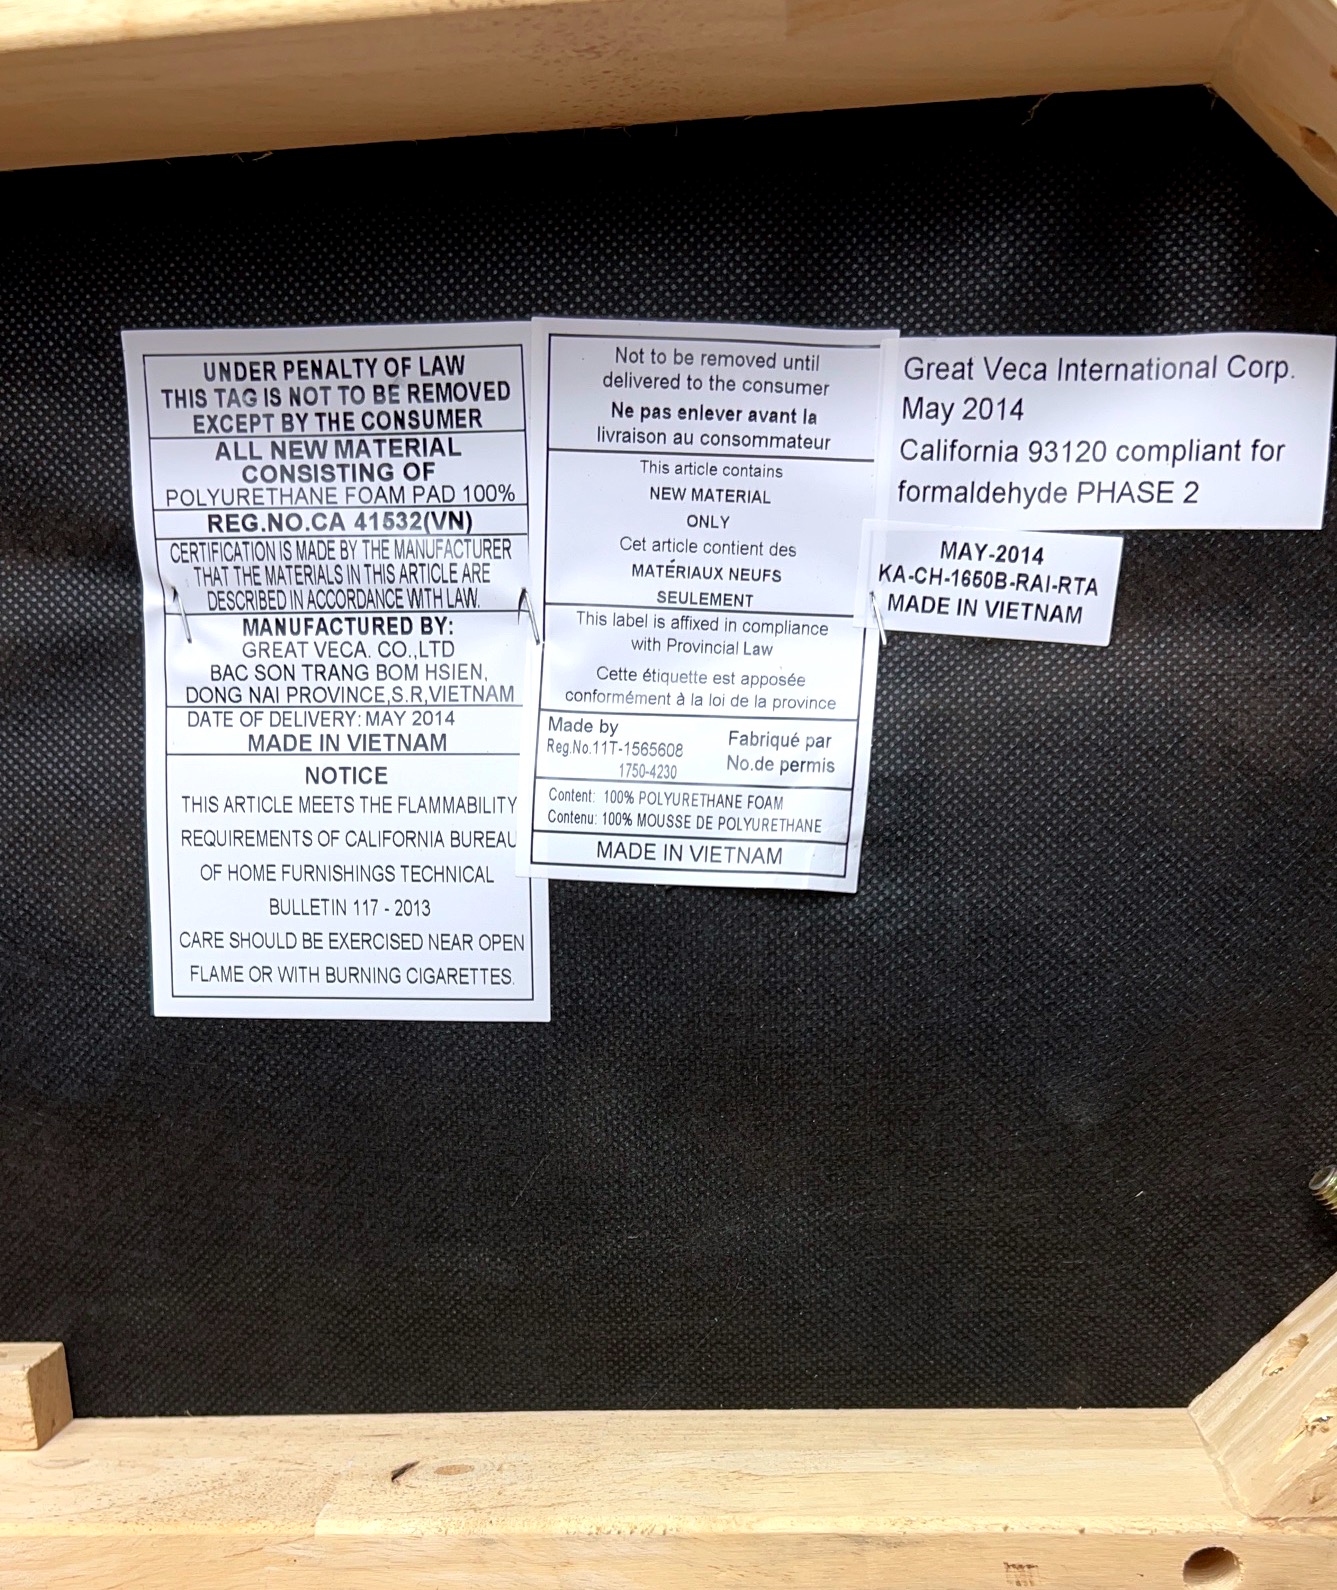 UNDER PENALTY OF LAW
THIS TAG IS NOT TO BE REMOVED
EXCEPT BY THE CONSUMER
ALL NEW MATERIAL
CONSISTING OF
POLYURETHANE FOAM PAD 100%
REG.NO.CA 41532(VN)
CERTIFICATION IS MADE BY THE MANUFACTURER
THAT THE MATERIALS IN THIS ARTICLE ARE
DESCRIBED IN ACCORDANCE WITH LAW.
MANUFACTURED BY:
GREAT VECA. CO.,LTD
BAC SON TRANG BOM HSIEN,
DONG NAI PROVINCE,S.R,VIETNAM
DATE OF DELIVERY: MAY 2014
MADE IN VIETNAM
NOTICE
THIS ARTICLE MEETS THE FLAMMABILITY
REQUIREMENTS OF CALIFORNIA BUREAU
OF HOME FURNISHINGS TECHNICAL
BULLETIN 117 - 2013
CARE SHOULD BE EXERCISED NEAR OPEN
FLAME OR WITH BURNING CIGARETTES.
Not to be removed until
delivered to the consumer
Ne pas enlever avant la
livraison au consommateur
This article contains
NEW MATERIAL
ONLY
Cet article contient des
MATÉRIAUX NEUFS
SEULEMENT
This label is affixed in compliance
with Provincial Law
Cette étiquette est apposée
conformément à la loi de la province
Made by Fabriqué par
Reg.No.11T-1565608 No.de permis
1750-4230
Content: 100% POLYURETHANE FOAM
Contenu: 100% MOUSSE DE POLYURETHANE
MADE IN VIETNAM
Great Veca International Corp.
May 2014
California 93120 compliant for
formaldehyde PHASE 2
MAY-2014
KA-CH-1650B-RAI-RTA
MADE IN VIETNAM